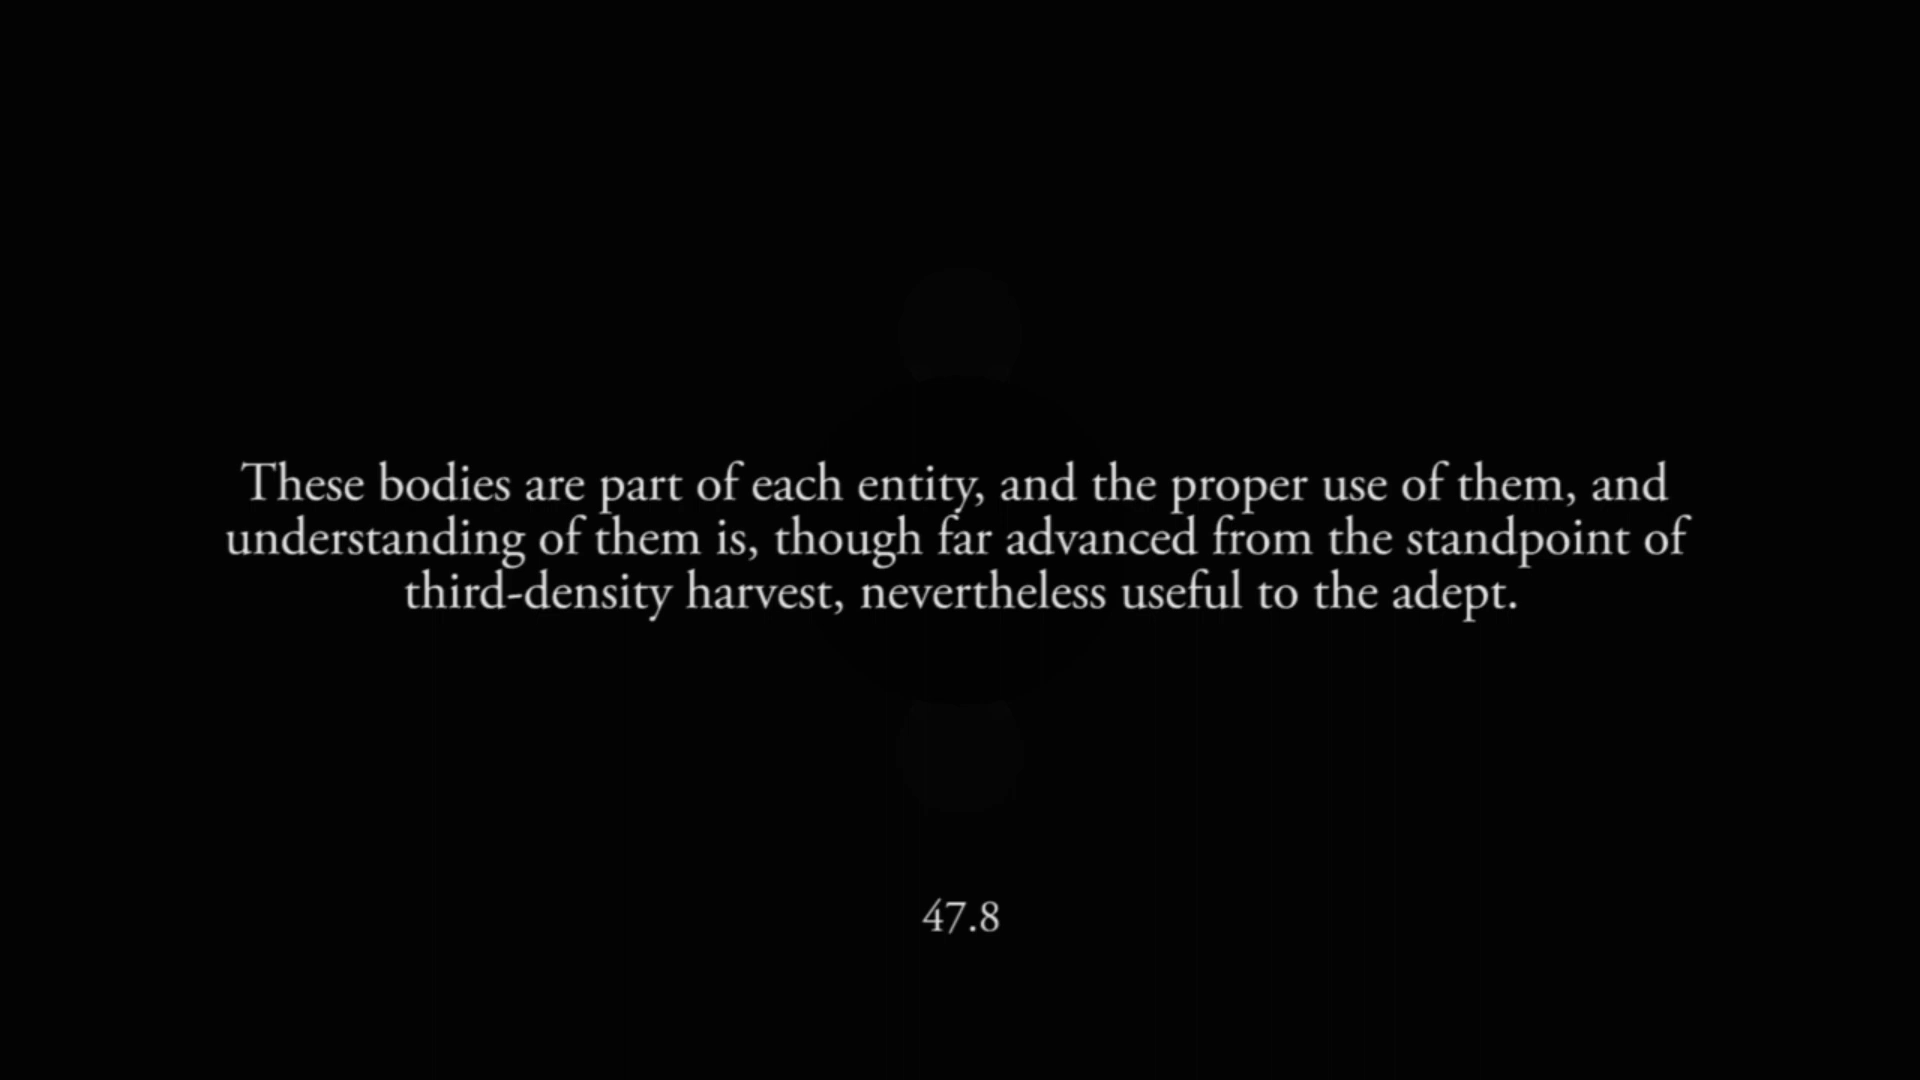 These bodies are part of each entity, and the proper use of them, and
understanding of them is, though far advanced from the standpoint of
third-density harvest, nevertheless useful to the adept.
47.8